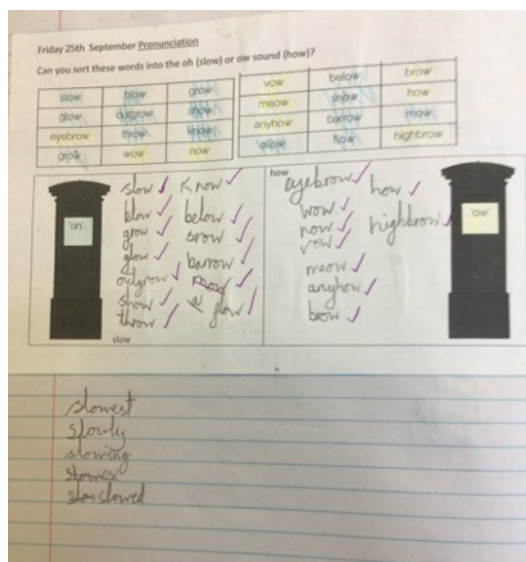 Friday 25th September Pronunciation
Can you sort these words into the oh (slow) or ow sound (how)?
slow blow grow
glow outgrow show
eyebrow throw know
grow wow now
vow below brow
meow snow how
anyhow barrow mow
allow flow highbrow
'oh'
slow
blow
grow
glow
outgrow
show
throw
know
below
snow
barrow
flow
slow
how
eyebrow
wow
now
vow
meow
anyhow
brow
how
highbrow
'ow'
slowest
slowly
slowing
slowed